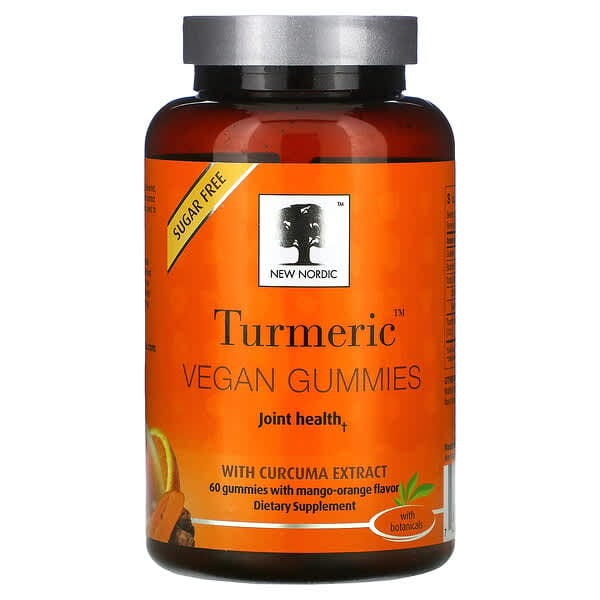 SUGAR FREE
™
NEW NORDIC
Turmeric™
VEGAN GUMMIES
Joint health†
WITH CURCUMA EXTRACT
60 gummies with mango-orange flavor
Dietary Supplement
with
botanicals